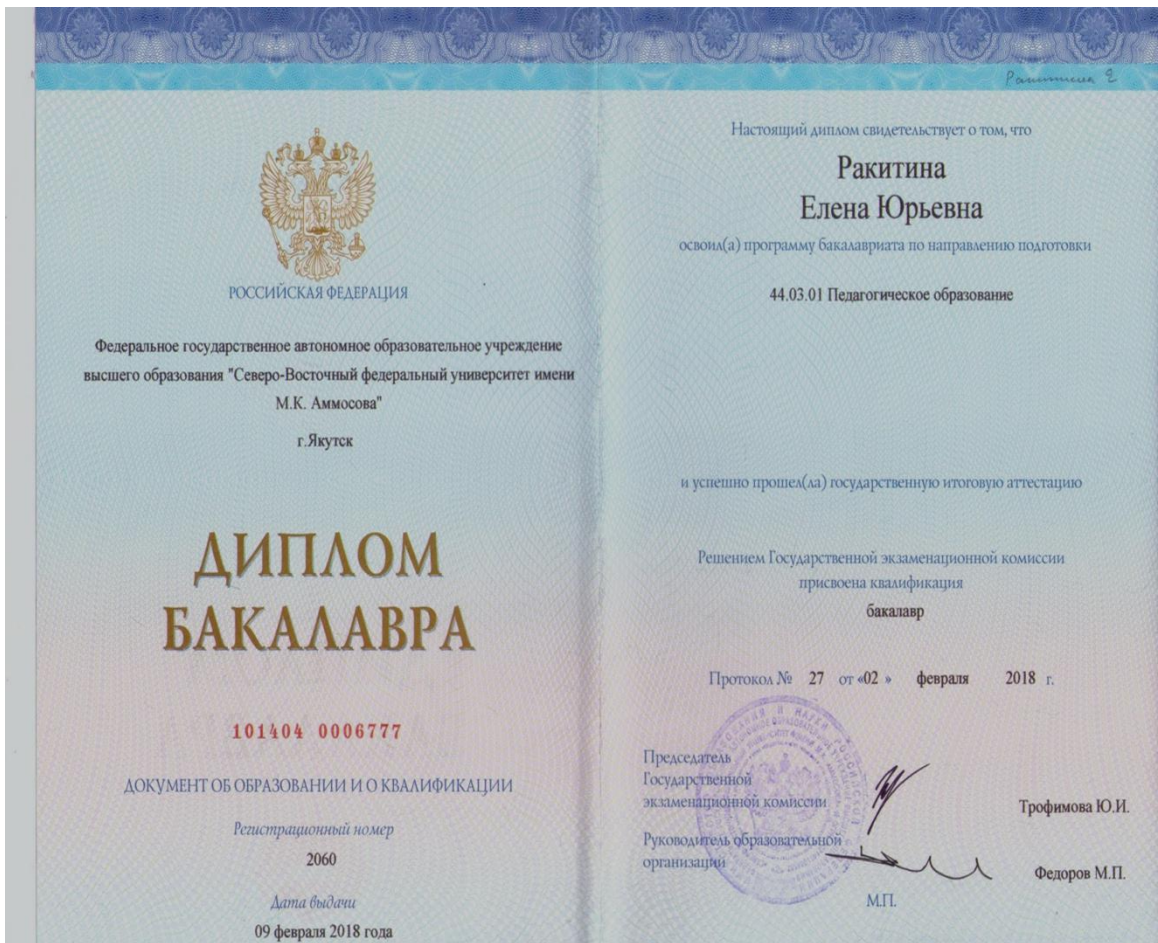 РОССИЙСКАЯ ФЕДЕРАЦИЯ
Федеральное государственное автономное образовательное учреждение
высшего образования "Северо-Восточный федеральный университет имени
М.К. Аммосова"
г.Якутск
ДИПЛОМ
БАКАЛАВРА
101404 0006777
ДОКУМЕНТ ОБ ОБРАЗОВАНИИ И О КВАЛИФИКАЦИИ
Регистрационный номер
2060
Дата выдачи
09 февраля 2018 года
Настоящий диплом свидетельствует о том, что
Ракитина
Елена Юрьевна
освоил(а) программу бакалавриата по направлению подготовки
44.03.01 Педагогическое образование
и успешно прошел(ла) государственную итоговую аттестацию
Решением Государственной экзаменационной комиссии
присвоена квалификация
бакалавр
Протокол № 27 от «02 » февраля 2018 г.
Председатель
Государственной
экзаменационной комиссии
Трофимова Ю.И.
Руководитель образовательной
организации
Федоров М.П.
М.П.